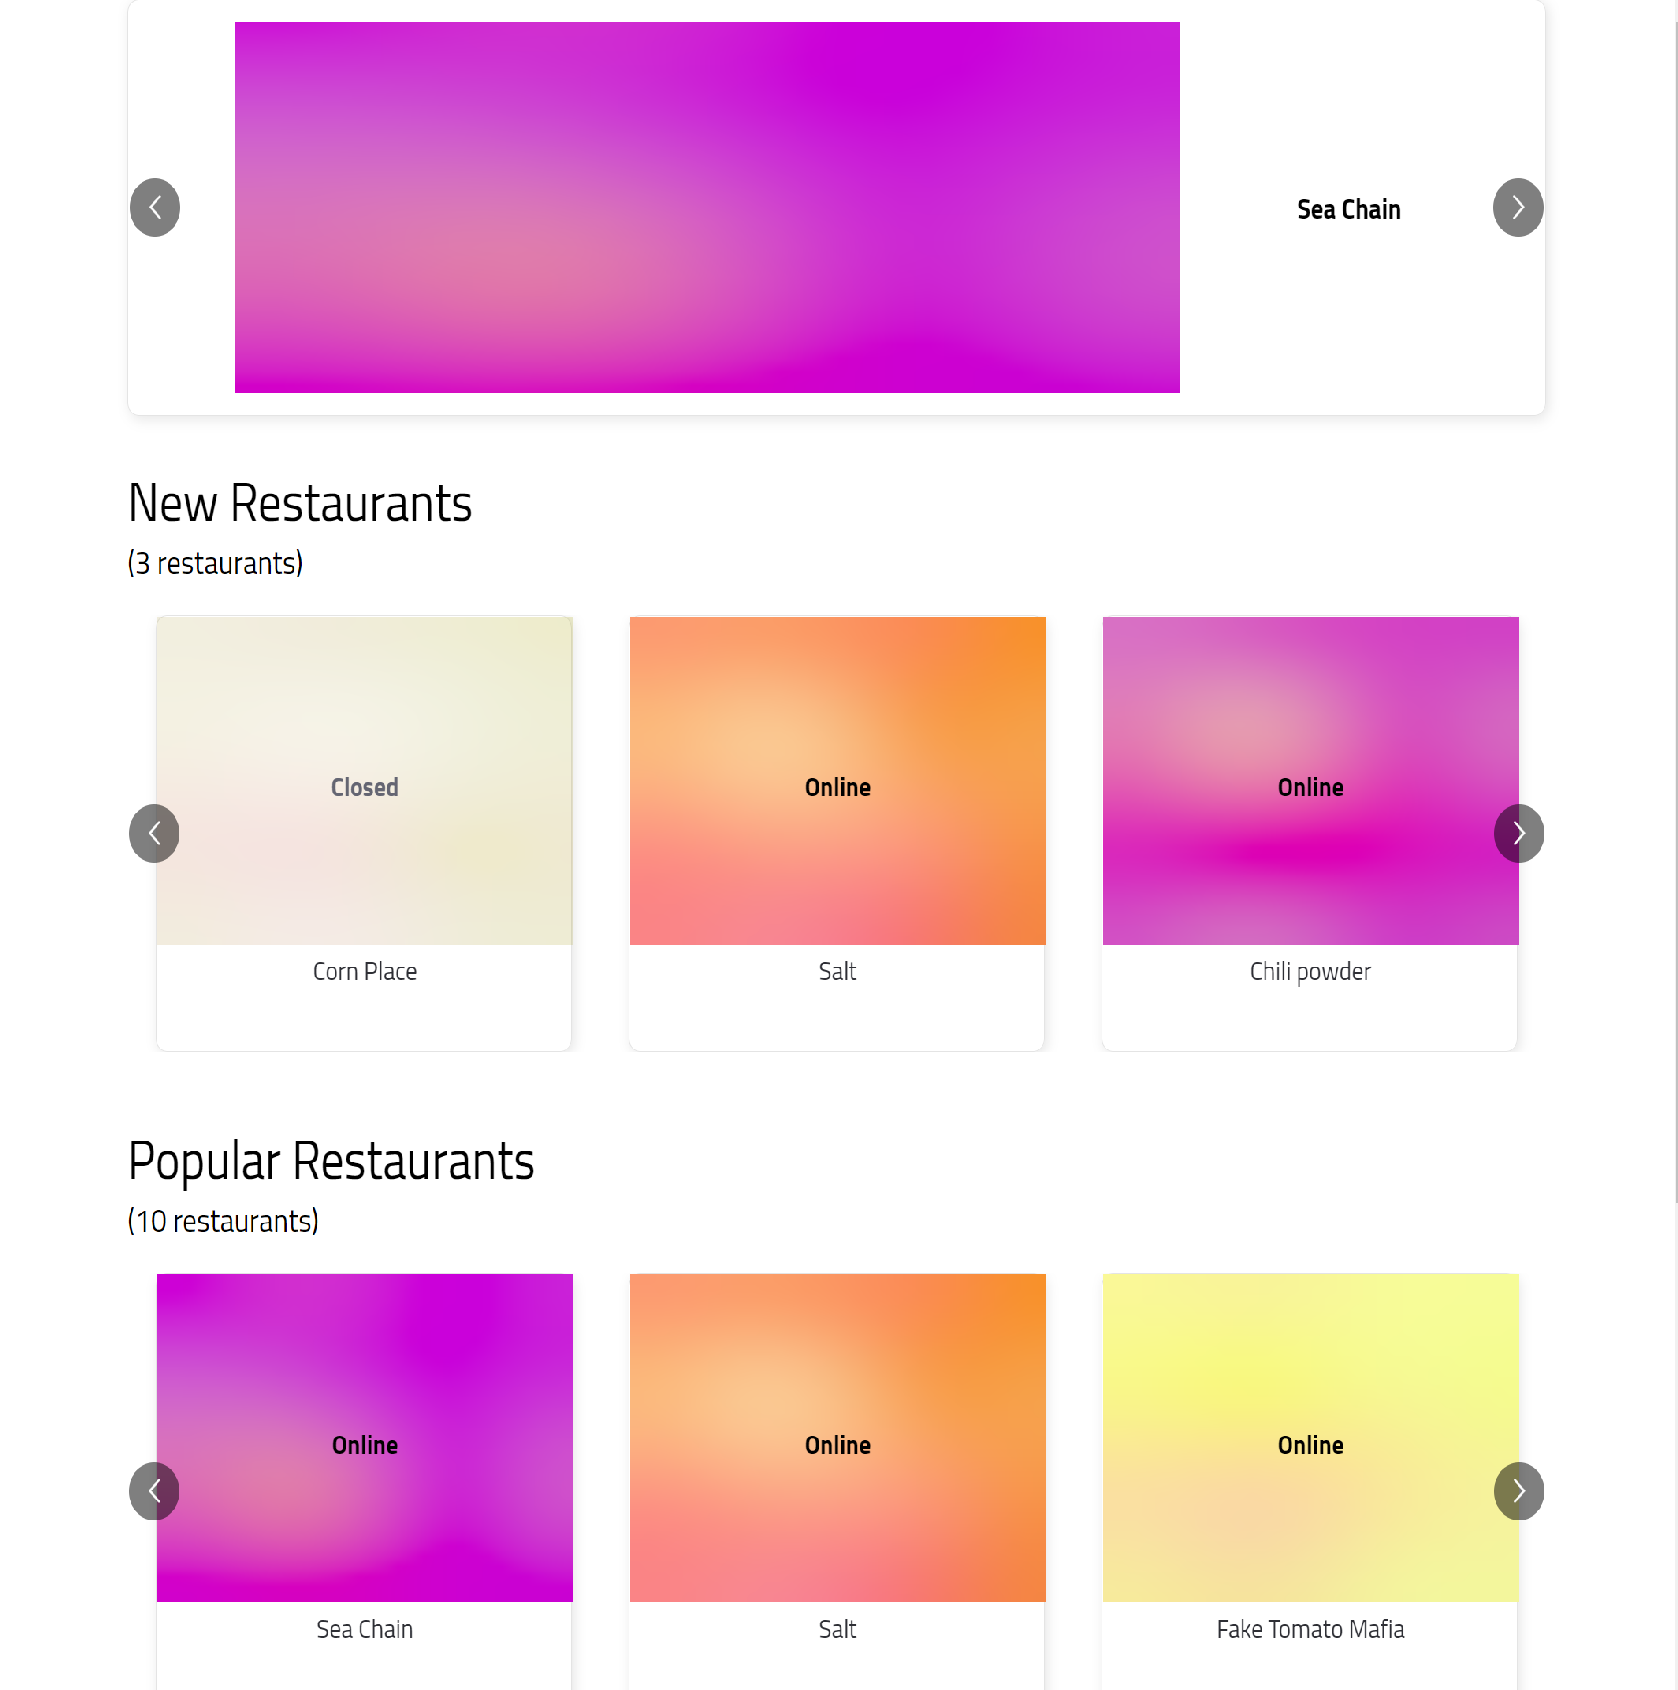 Sea Chain
New Restaurants
(3 restaurants)
Closed
Online
Online
Corn Place
Salt
Chili powder
Popular Restaurants
(10 restaurants)
Online
Online
Online
Sea Chain
Salt
Fake Tomato Mafia